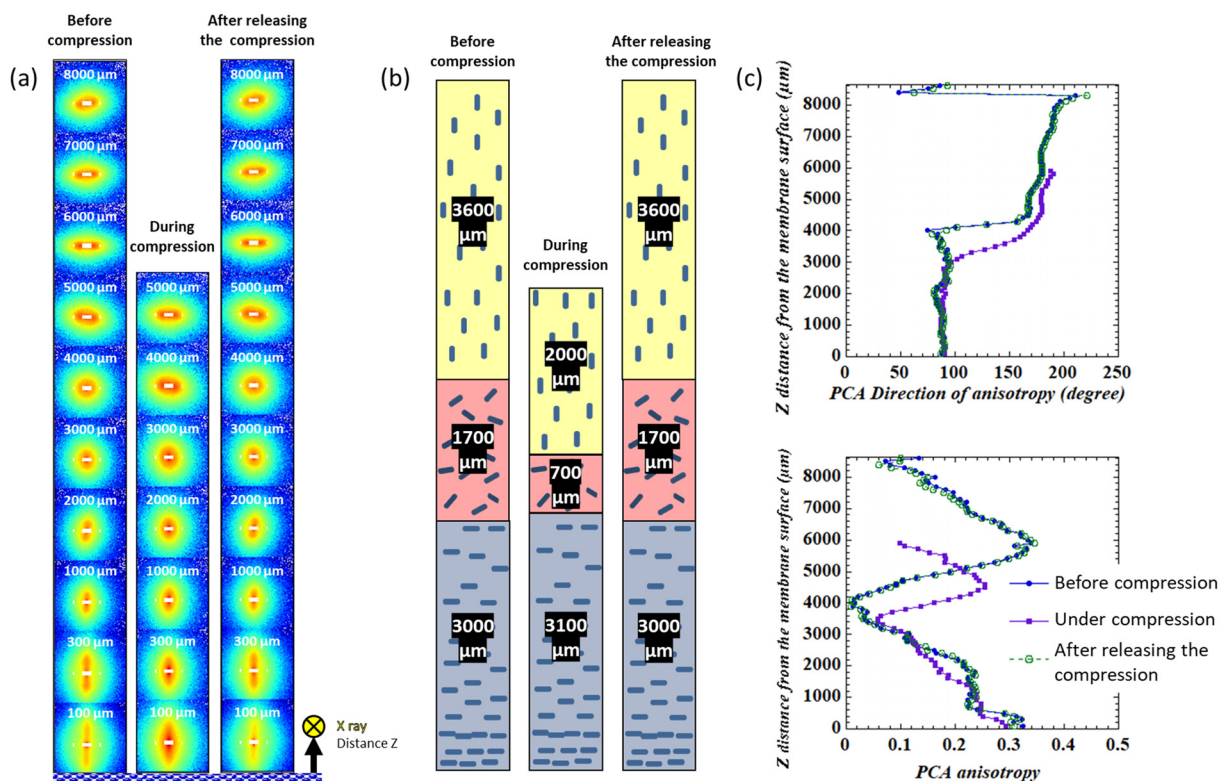 (a)
Before
compression
8000 µm
7000 µm
6000 µm
5000 µm
4000 µm
3000 µm
2000 µm
1000 µm
300 µm
100 µm
During
compression
5000 µm
4000 µm
3000 µm
2000 µm
1000 µm
300 µm
100 µm
After releasing
the compression
8000 µm
7000 µm
6000 µm
5000 µm
4000 µm
3000 µm
2000 µm
1000 µm
300 µm
100 µm
X ray
Distance Z
(b)
Before
compression
3600
µm
1700
µm
3000
µm
During
compression
2000
µm
700
µm
3100
µm
After releasing
the compression
3600
µm
1700
µm
3000
µm
(c)
Z distance from the membrane surface (µm)
8000
7000
6000
5000
4000
3000
2000
1000
0
0 50 100 150 200 250
PCA Direction of anisotropy (degree)
Z distance from the membrane surface (µm)
8000
7000
6000
5000
4000
3000
2000
1000
0
Before compression
Under compression
After releasing the
compression
0 0.1 0.2 0.3 0.4 0.5
PCA anisotropy